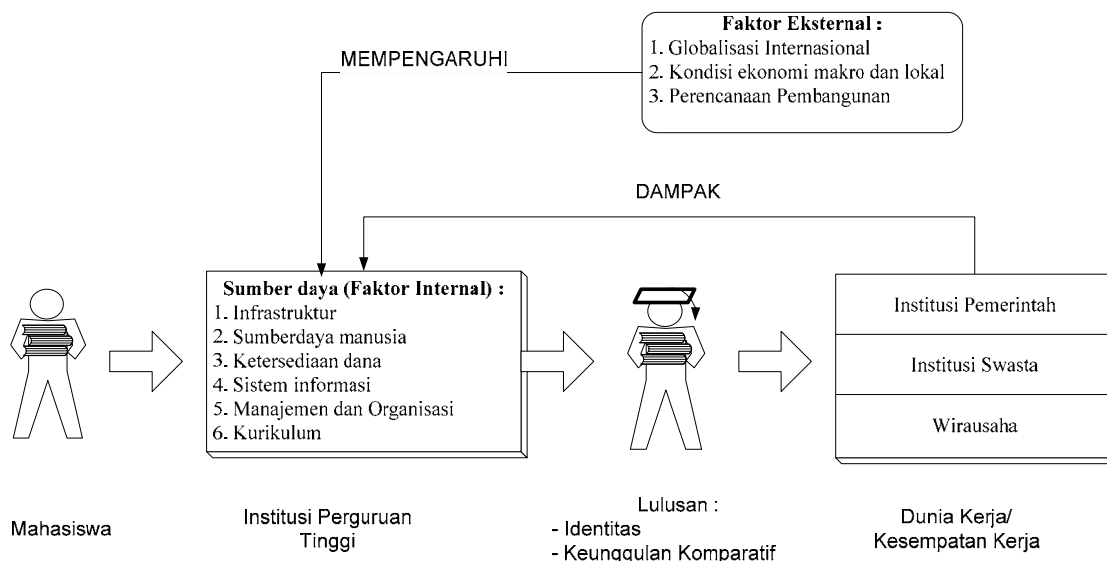 Faktor Eksternal :
1. Globalisasi Internasional
2. Kondisi ekonomi makro dan lokal
3. Perencanaan Pembangunan
MEMPENGARUHI
DAMPAK
Sumber daya (Faktor Internal) :
1. Infrastruktur
2. Sumberdaya manusia
3. Ketersediaan dana
4. Sistem informasi
5. Manajemen dan Organisasi
6. Kurikulum
Institusi Pemerintah
Institusi Swasta
Wirausaha
Mahasiswa
Institusi Perguruan
Tinggi
Lulusan :
- Identitas
- Keunggulan Komparatif
Dunia Kerja/
Kesempatan Kerja